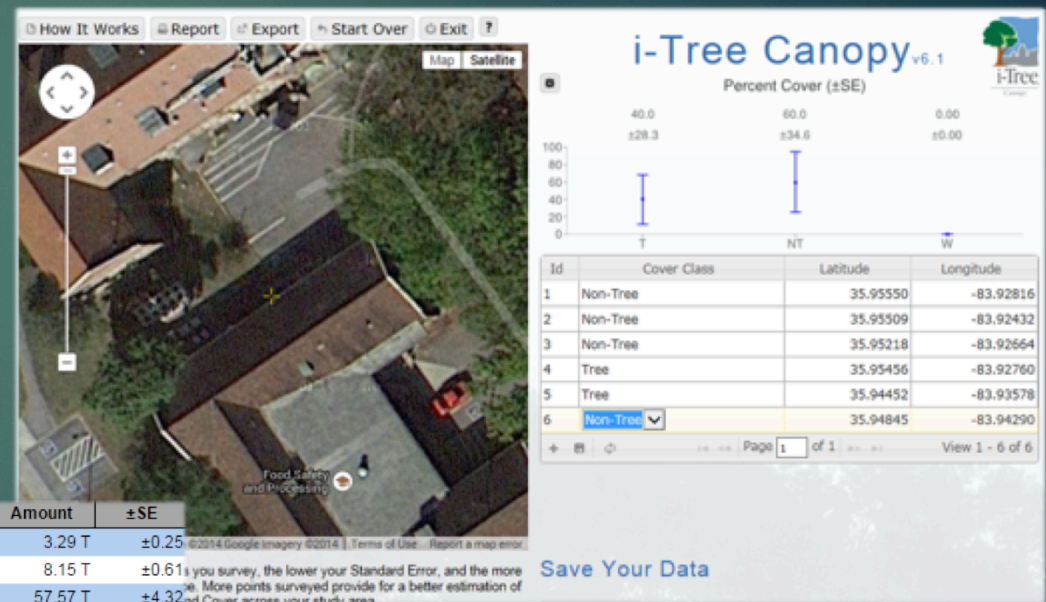 How It Works Report Export Start Over Exit ?
Map Satellite
Food Safety
and Processing
©2014 Google Imagery ©2014 Terms of Use Report a map error
i-Tree Canopy v6.1
i-Tree
Canopy
Percent Cover (±SE)
40.0 60.0 0.00
±28.3 ±34.6 ±0.00
100
80
60
40
20
0
T NT W
Id Cover Class Latitude Longitude
1 Non-Tree 35.95550 -83.92816
2 Non-Tree 35.95509 -83.92432
3 Non-Tree 35.95218 -83.92664
4 Tree 35.95456 -83.92760
5 Tree 35.94452 -83.93578
6 Non-Tree 35.94845 -83.94290
Page 1 of 1 View 1 - 6 of 6
Amount ±SE
3.29 T ±0.25
8.15 T ±0.61
57.57 T ±4.32
s you survey, the lower your Standard Error, and the more
More points surveyed provide for a better estimation of
Cover across your study area
Save Your Data